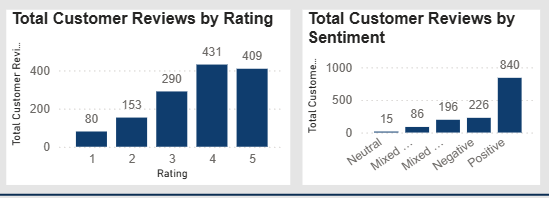 Total Customer Reviews by Rating
Total Customer Revi...
400
200
0
80
153
290
431
409
1
2
3
4
5
Rating
Total Customer Reviews by
Sentiment
Total Custome...
1000
500
0
15
86
196
226
840
Neutral
Mixed ...
Mixed ...
Negative
Positive